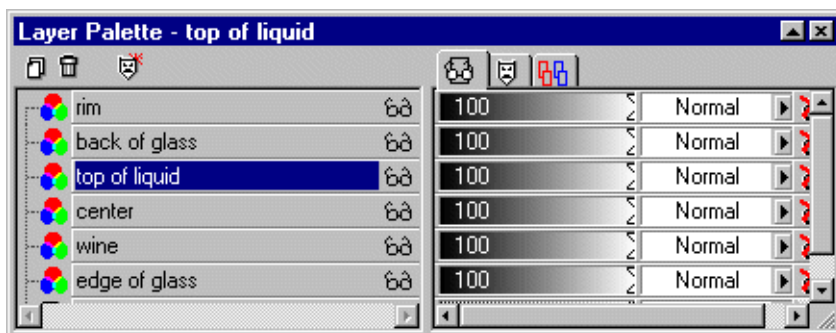 Layer Palette - top of liquid
rim 100 Normal
back of glass 100 Normal
top of liquid 100 Normal
center 100 Normal
wine 100 Normal
edge of glass 100 Normal